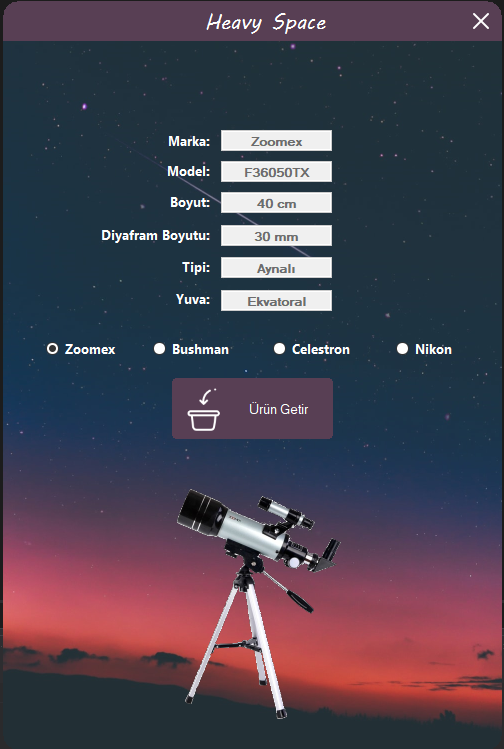 Heavy Space
Marka: Zoomex
Model: F36050TX
Boyut: 40 cm
Diyafram Boyutu: 30 mm
Tipi: Aynalı
Yuva: Ekvatoral
Zoomex Bushman Celestron Nikon
Ürün Getir